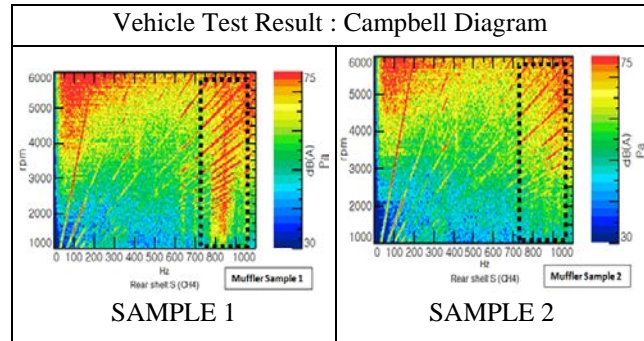 Vehicle Test Result : Campbell Diagram
6000
5000
4000
3000
2000
1000
rpm
0 100 200 300 400 500 600 800 1000
Hz
Rear shell:S (CH4)
Muffler Sample 1
75
dB(A)
Pa
30
SAMPLE 1
6000
5000
4000
3000
2000
1000
rpm
0 100 200 300 400 500 600 800 1000
Hz
Rear shell:S (CH4)
Muffler Sample 2
75
dB(A)
Pa
30
SAMPLE 2